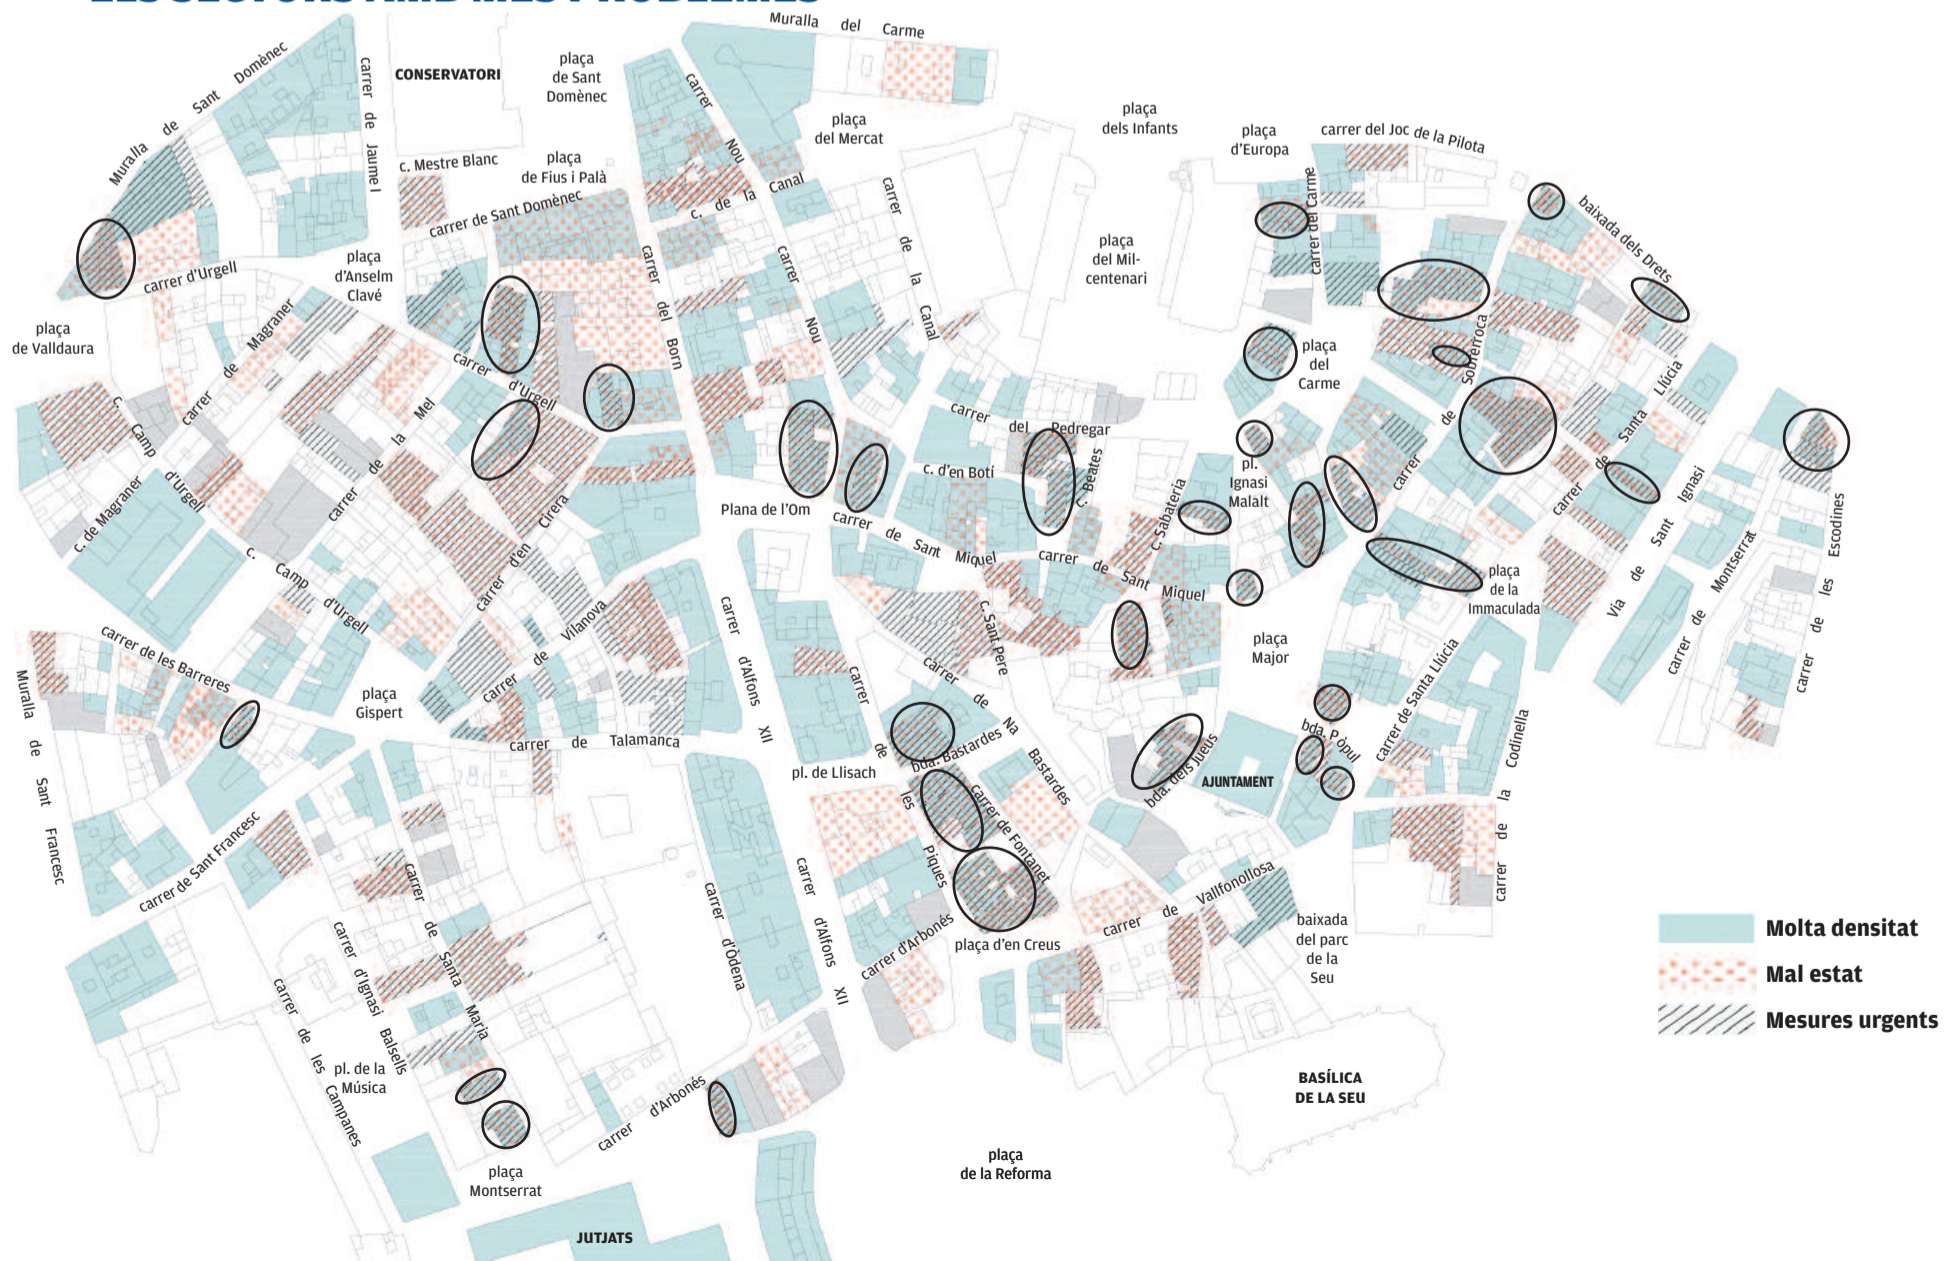 ELS SECTORS AMB MÉS PROBLEMES
Muralla del Carme
Muralla de Sant Domènec
carrer de Jaume I
CONSERVATORI
plaça
de Sant
Domènec
carrer Nou
plaça
del Mercat
plaça
dels Infants
plaça
d'Europa
carrer del Joc de la Pilota
c. Mestre Blanc
plaça
de Fius i Palà
carrer de Sant Domènec
c. de la Canal
carrer de la Canal
carrer del Carme
baixada dels Drets
plaça
del Mil-
centenari
carrer d'Urgell
plaça
d'Anselm
Clavé
carrer del Born
carrer Nou
plaça
de Valldaura
carrer de Magraner
carrer d'Urgell
plaça
del
Carme
Sobrerroca
carrer de
c. Camp d'Urgell
carrer de la Mel
carrer del Pedregar
c. d'en Botí
c. Beates
c. Sabateria
pl.
Ignasi
Malalt
carrer de Santa Llúcia
c. de Magraner
Plana de l'Om
carrer de Sant Miquel
carrer de Sant Miquel
carrer d'en Cirera
c. Camp d'Urgell
carrer de Vilanova
Via de Sant Ignasi
carrer de Montserrat
carrer de les Escodines
plaça
de la
Immaculada
carrer de les Barreres
Muralla de Sant Francesc
plaça
Gispert
carrer de Talamanca
carrer d'Alfons XII
c. Sant Pere
carrer de Na Bastardes
plaça
Major
carrer de Santa Llúcia
carrer de la Codinella
bda. Pòpul
bda. dels Jueus
AJUNTAMENT
pl. de Llisach
bda. Bastardes
carrer de les Piques
carrer de Fontanet
carrer de Sant Francesc
carrer de Santa Maria
carrer d'Ignasi Balsells
carrer de les Campanes
carrer d'Òdena
carrer d'Alfons XII
carrer d'Arbonés
plaça d'en Creus
carrer de Vallfonollosa
baixada
del parc
de la
Seu
Molta densitat
Mal estat
Mesures urgents
pl. de la
Música
carrer d'Arbonés
plaça
Montserrat
plaça
de la Reforma
BASÍLICA
DE LA SEU
JUTJATS